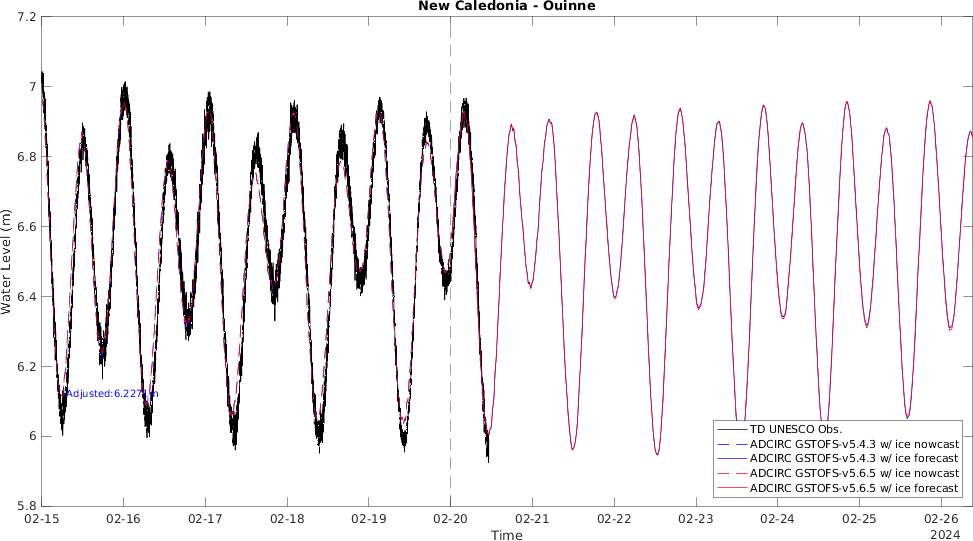 New Caledonia - Ouinne
Water Level (m)
7.2
7
6.8
6.6
6.4
6.2
6
5.8
Adjusted:6.2271m
TD UNESCO Obs.
ADCIRC GSTOFS-v5.4.3 w/ ice nowcast
ADCIRC GSTOFS-v5.4.3 w/ ice forecast
ADCIRC GSTOFS-v5.6.5 w/ ice nowcast
ADCIRC GSTOFS-v5.6.5 w/ ice forecast
02-15 02-16 02-17 02-18 02-19 02-20 02-21 02-22 02-23 02-24 02-25 02-26
Time
2024